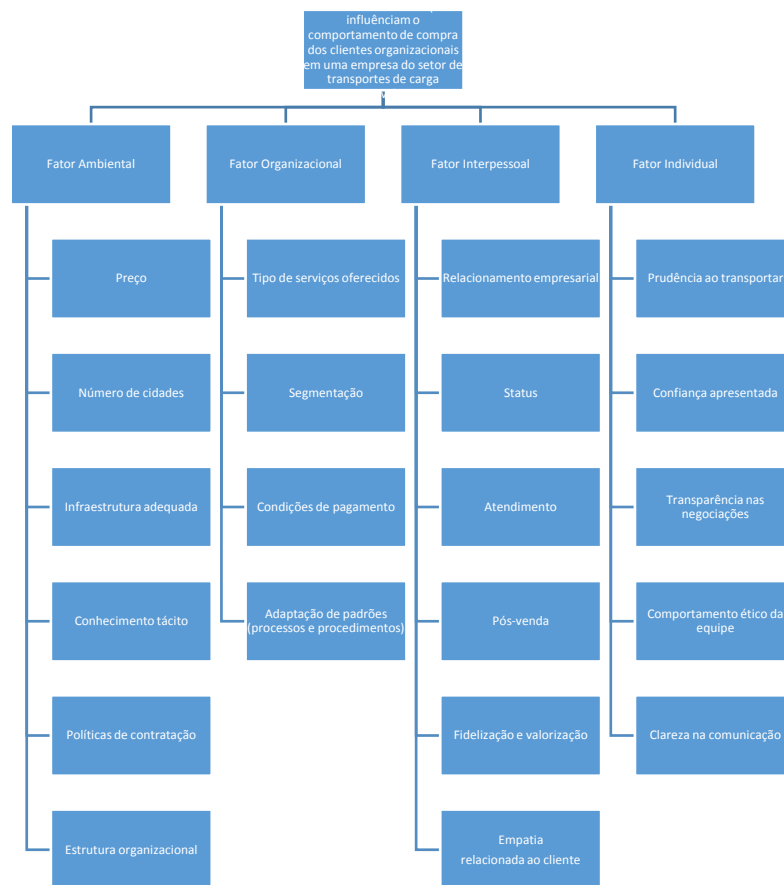 influênciam o
comportamento de compra
dos clientes organizacionais
em uma empresa do setor de
transportes de carga
Fator Ambiental
Fator Organizacional
Fator Interpessoal
Fator Individual
Preço
Tipo de serviços oferecidos
Relacionamento empresarial
Prudência ao transportar
Número de cidades
Segmentação
Status
Confiança apresentada
Infraestrutura adequada
Condições de pagamento
Atendimento
Transparência nas
negociações
Conhecimento tácito
Adaptação de padrões
(processos e procedimentos)
Pós-venda
Comportamento ético da
equipe
Políticas de contratação
Fidelização e valorização
Clareza na comunicação
Estrutura organizacional
Empatia
relacionada ao cliente